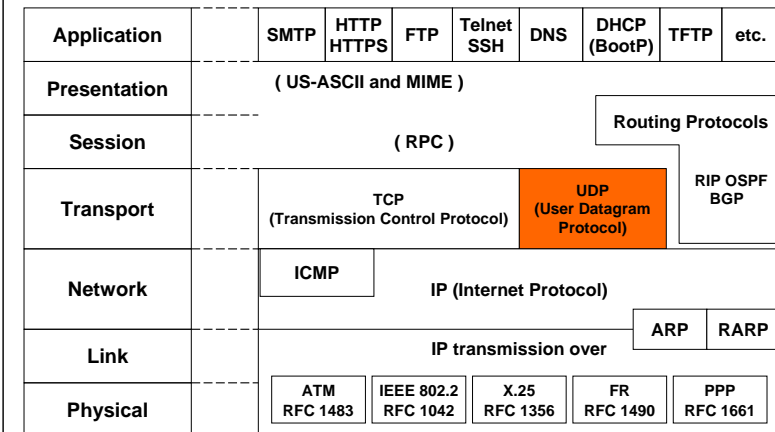 Application
SMTP
HTTP
HTTPS
FTP
Telnet
SSH
DNS
DHCP
(BootP)
TFTP
etc.
Presentation
( US-ASCII and MIME )
Routing Protocols
Session
( RPC )
Transport
TCP
(Transmission Control Protocol)
UDP
(User Datagram
Protocol)
RIP OSPF
BGP
Network
ICMP
IP (Internet Protocol)
ARP
RARP
Link
IP transmission over
Physical
ATM
RFC 1483
IEEE 802.2
RFC 1042
X.25
RFC 1356
FR
RFC 1490
PPP
RFC 1661